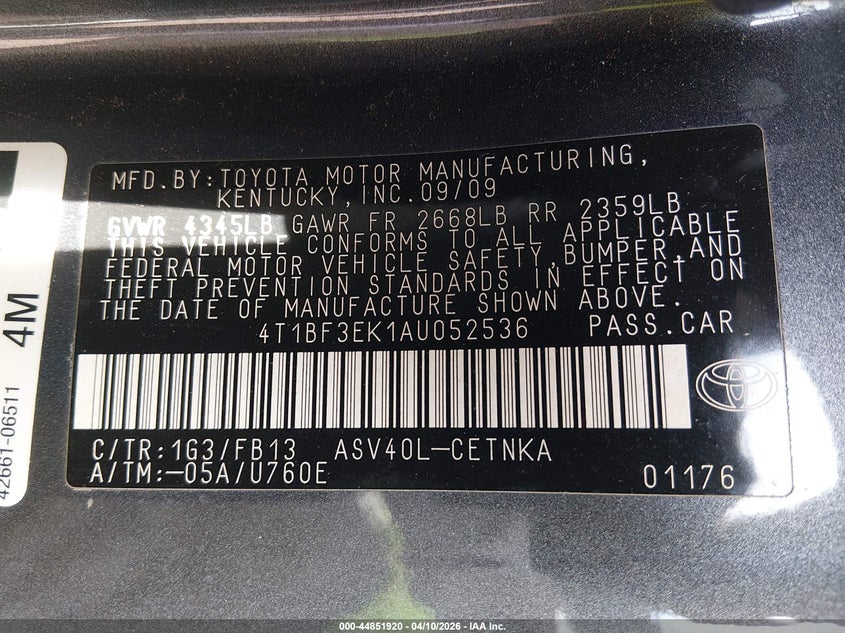 MFD.BY:TOYOTA MOTOR MANUFACTURING,
KENTUCKY,INC.09/09
GVWR 4345LB GAWR FR 2668LB RR 2359LB
THIS VEHICLE CONFORMS TO ALL APPLICABLE
FEDERAL MOTOR VEHICLE SAFETY,BUMPER,AND
THEFT PREVENTION STANDARDS IN EFFECT ON
THE DATE OF MANUFACTURE SHOWN ABOVE.
4T1BF3EK1AU052536 PASS.CAR
C/TR:1G3/FB13 ASV40L-CETNKA
A/TM:-05A/U760E 01176
4M
42661-06511
000-44851920 - 04/10/2026 - IAA Inc.